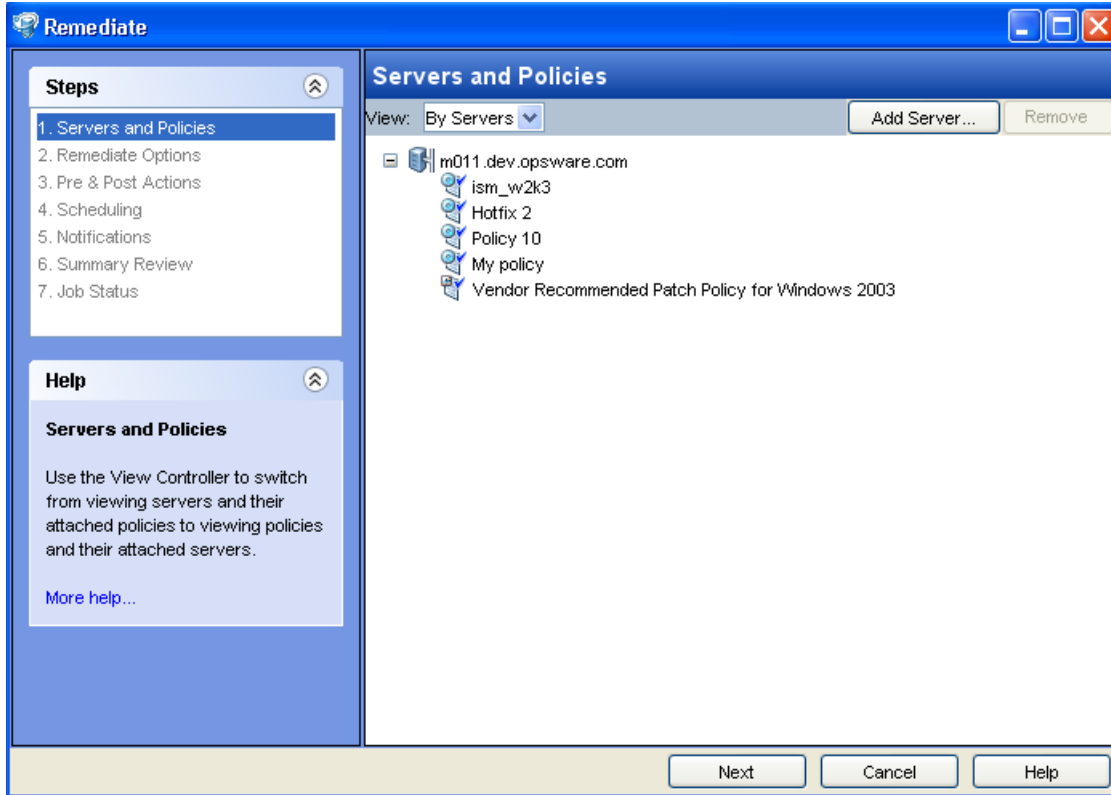 Remediate
Steps
1. Servers and Policies
2. Remediate Options
3. Pre & Post Actions
4. Scheduling
5. Notifications
6. Summary Review
7. Job Status
Help
Servers and Policies
Use the View Controller to switch
from viewing servers and their
attached policies to viewing policies
and their attached servers.
More help...
Servers and Policies
View: By Servers Add Server... Remove
m011.dev.opsware.com
ism_w2k3
Hotfix 2
Policy 10
My policy
Vendor Recommended Patch Policy for Windows 2003
Next Cancel Help